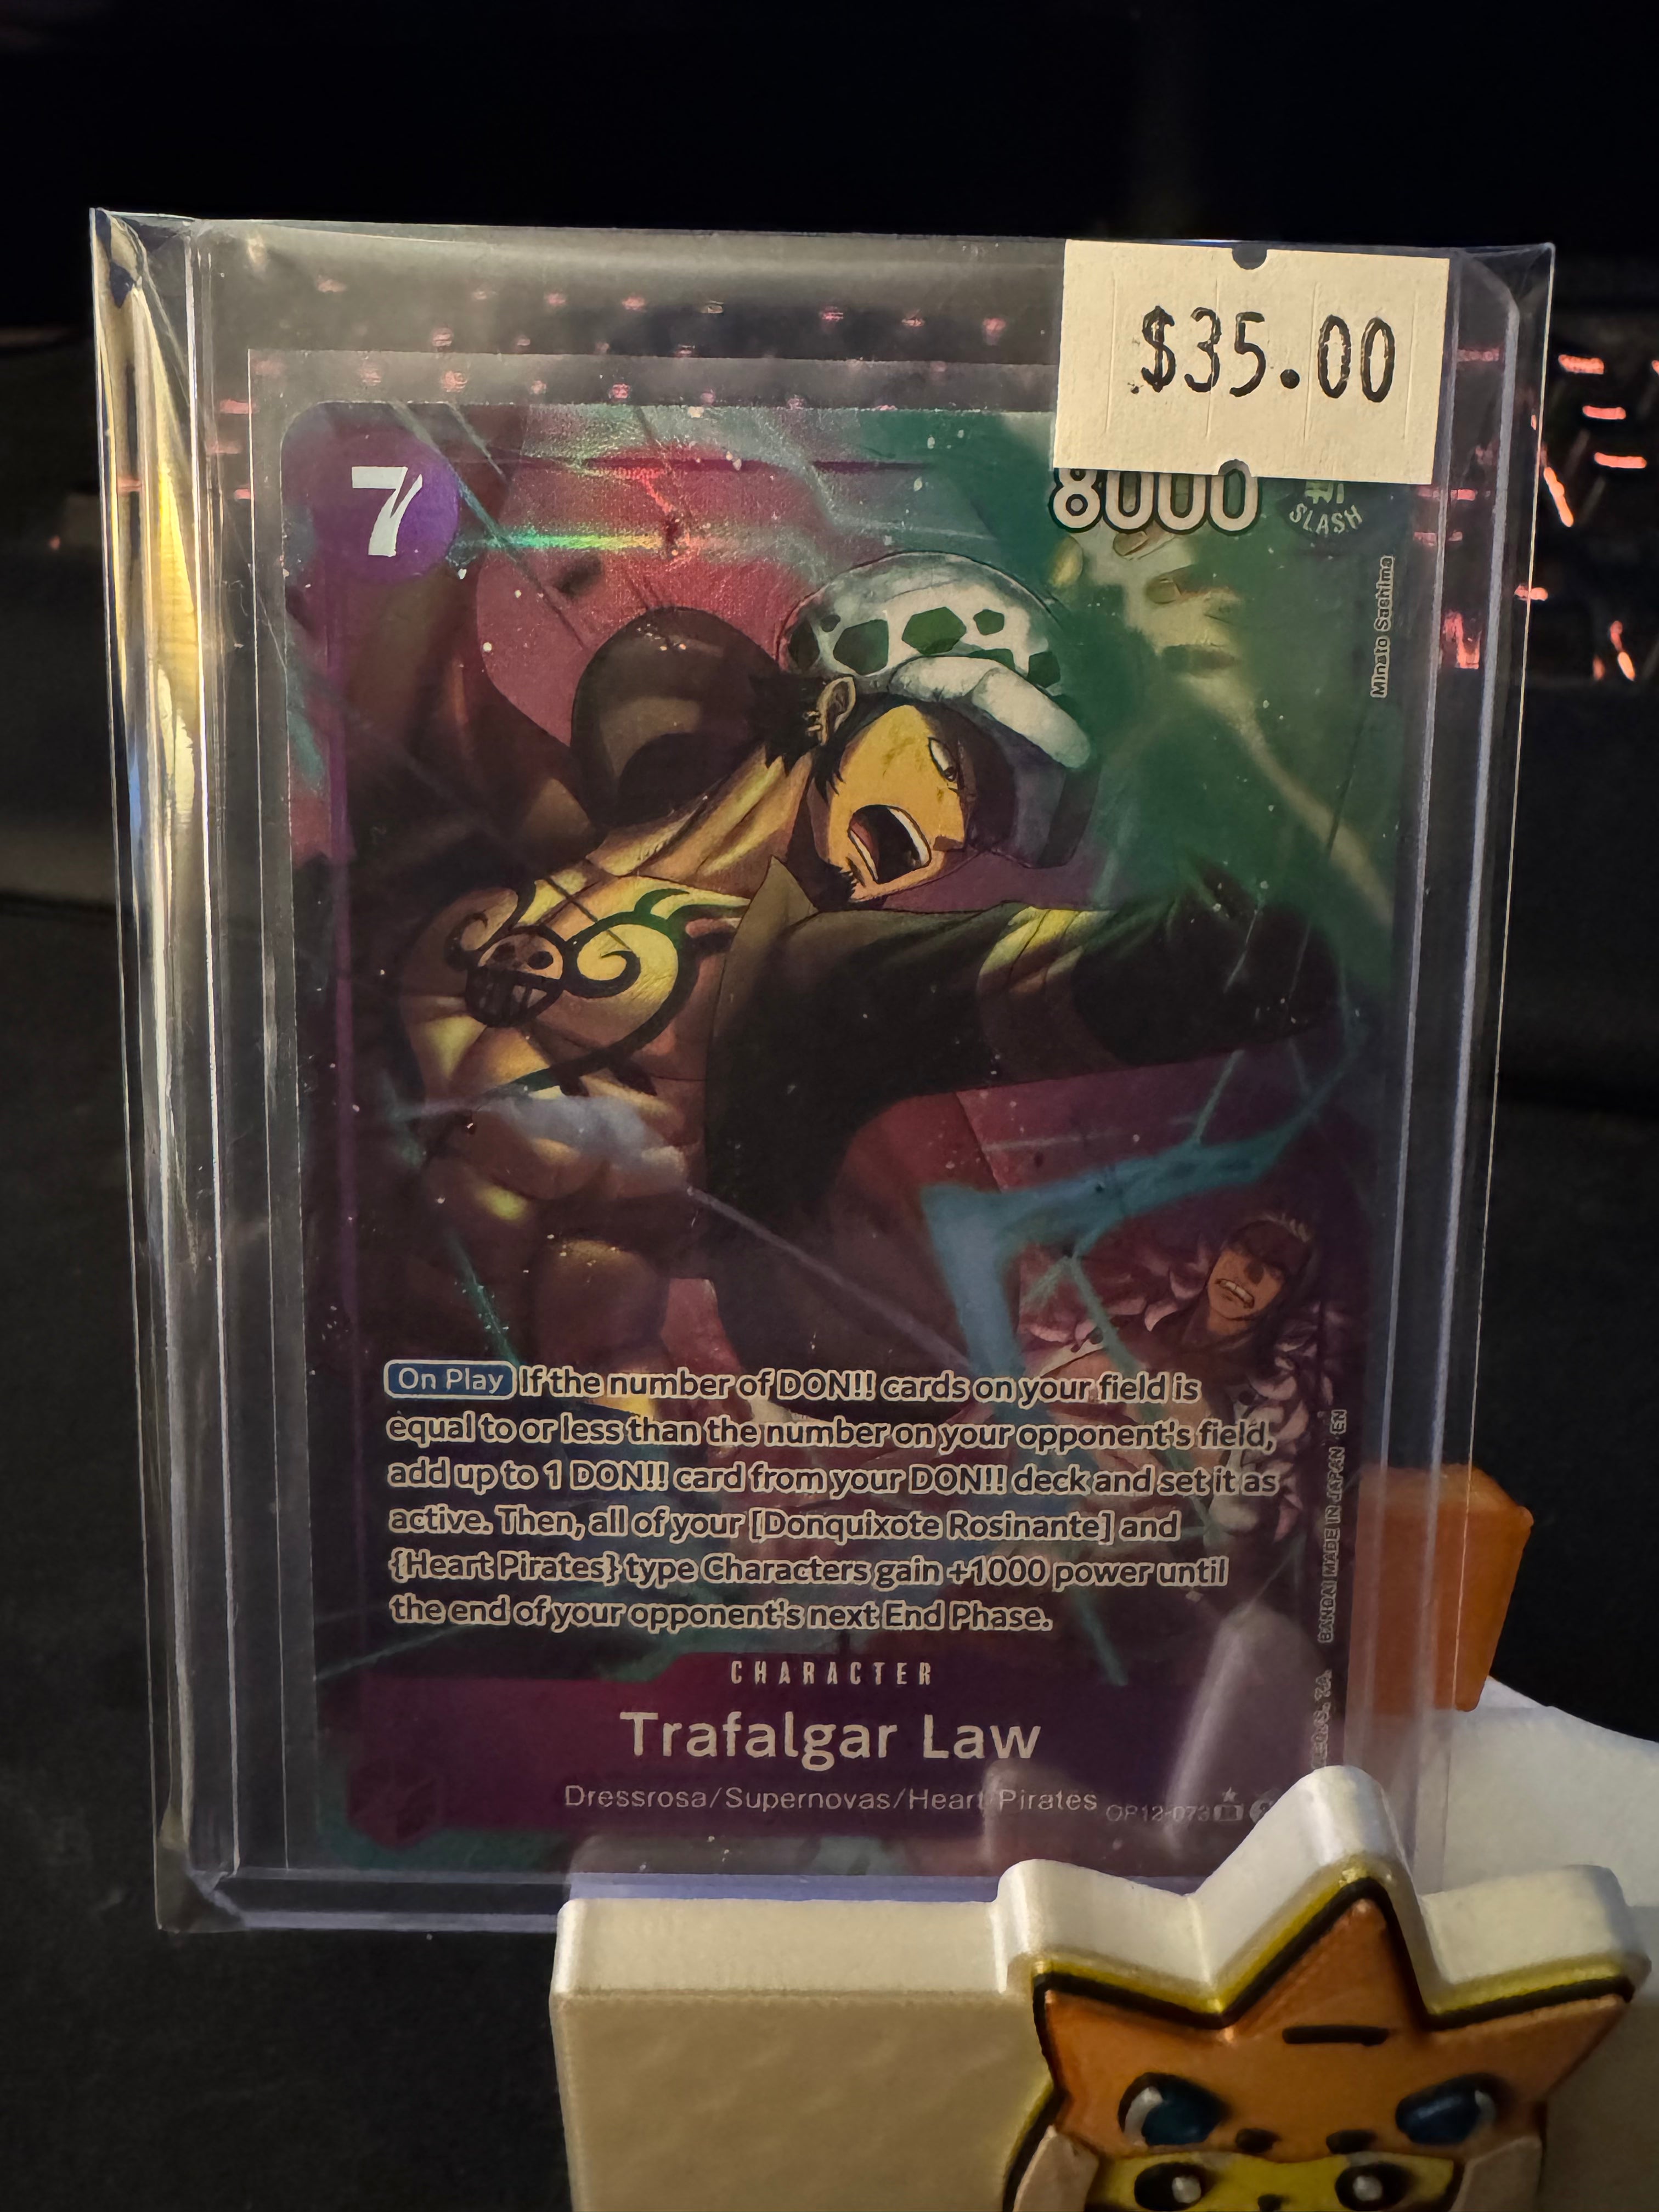 $35.00
7
8000
SLASH
Minato Sashima
On Play If the number of DON!! cards on your field is
equal to or less than the number on your opponent's field,
add up to 1 DON!! card from your DON!! deck and set it as
active. Then, all of your [Donquixote Rosinante] and
{Heart Pirates} type Characters gain +1000 power until
the end of your opponent's next End Phase.
BANDAI MADE IN JAPAN EN
CHARACTER
Trafalgar Law
Dressrosa/Supernovas/Heart Pirates
OP12-073